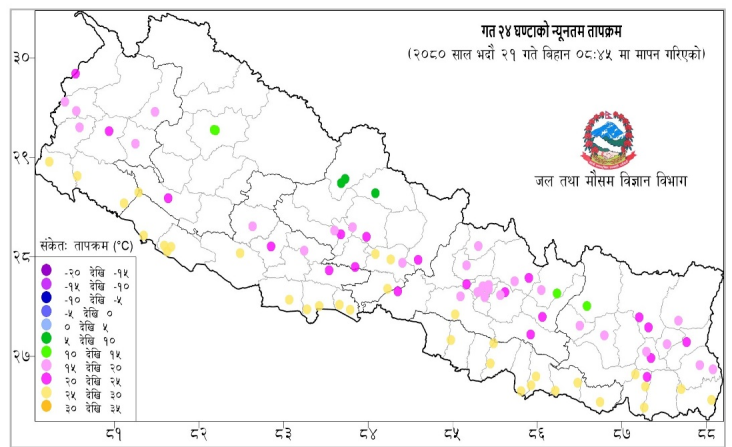 गत २४ घण्टाको न्यूनतम तापक्रम
(२०८० साल भदौ २१ गते बिहान ०८:४५ मा मापन गरिएको)
जल तथा मौसम विज्ञान विभाग
संकेतः तापक्रम (°C)
-२० देखि -१५
-१५ देखि -१०
-१० देखि -५
-५ देखि ०
० देखि ५
५ देखि १०
१० देखि १५
१५ देखि २०
२० देखि २५
२५ देखि ३०
३० देखि ३५
३०
२९
२८
२७
८१
८२
८३
८४
८५
८६
८७
८८